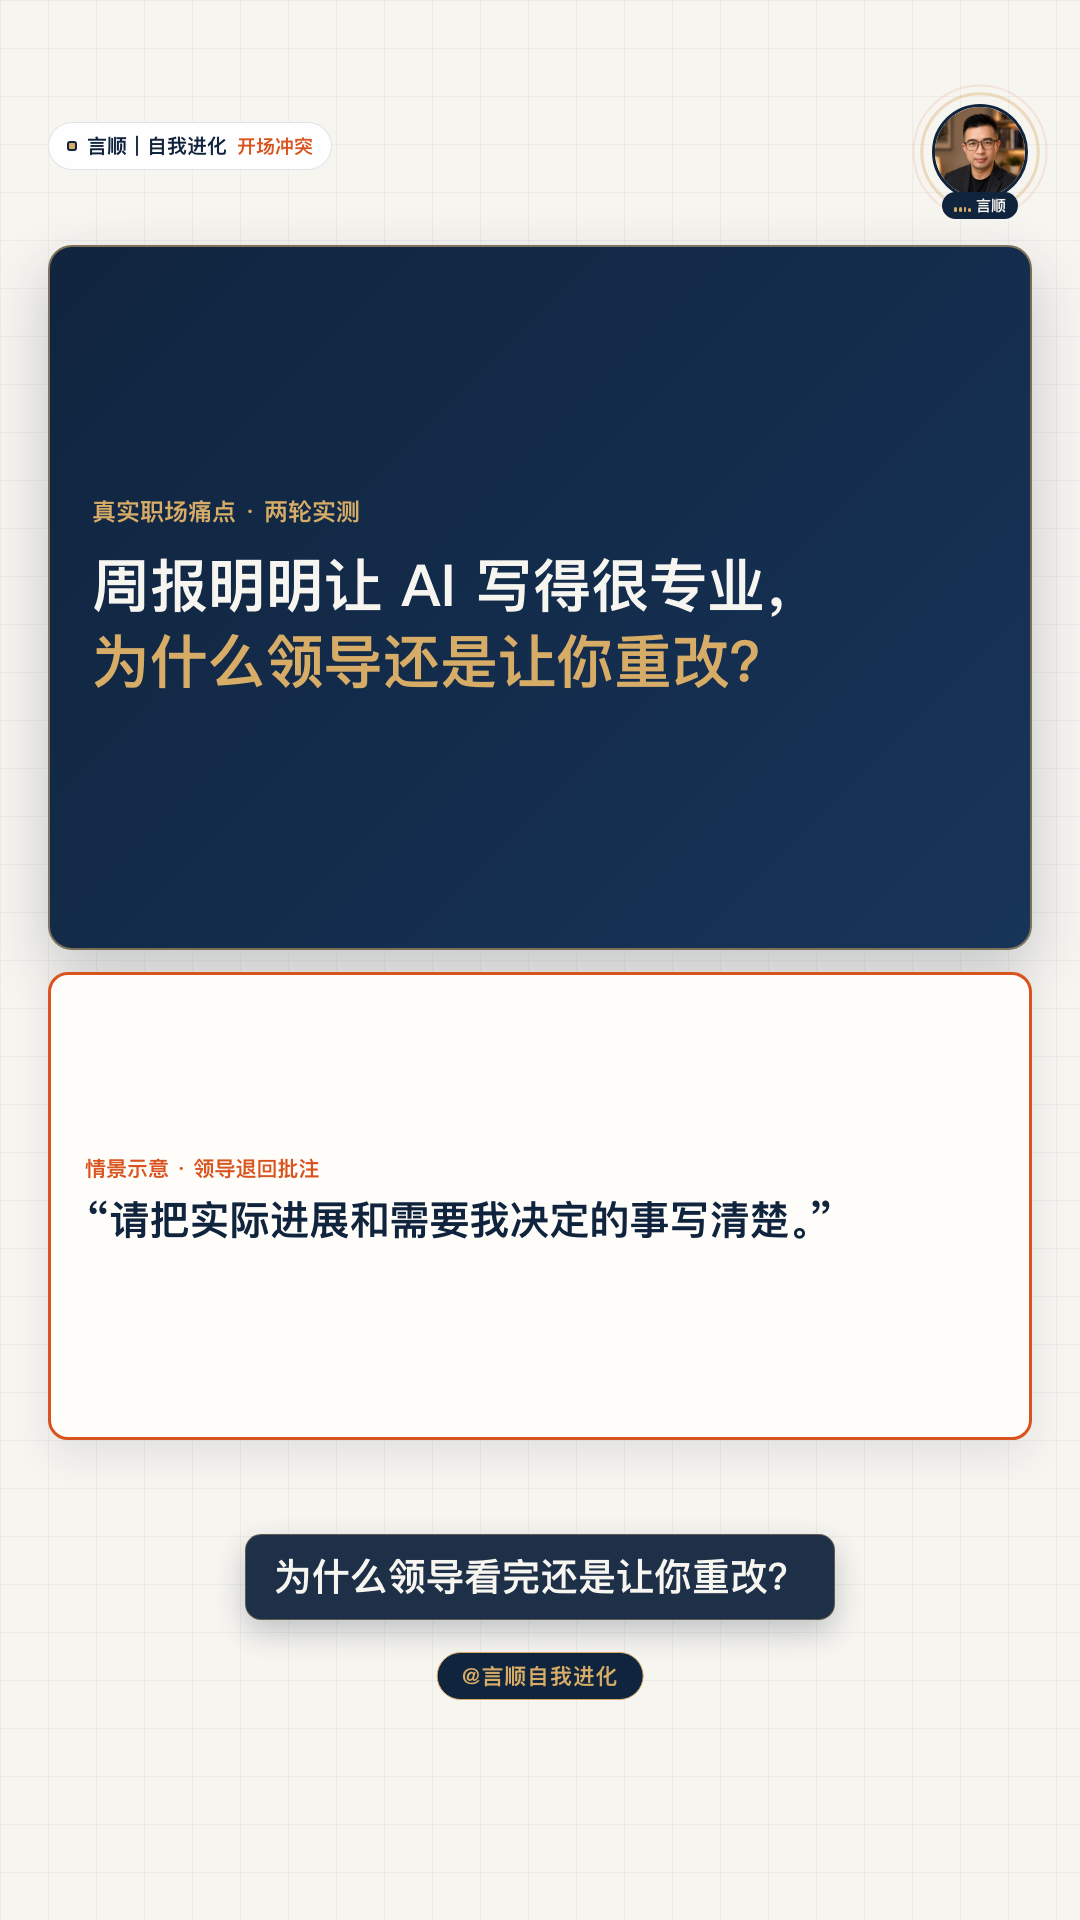 言顺｜自我进化 开场冲突
言顺
真实职场痛点 · 两轮实测
周报明明让 AI 写得很专业，
为什么领导还是让你重改？
情景示意 · 领导退回批注
“请把实际进展和需要我决定的事写清楚。”
为什么领导看完还是让你重改？
@言顺自我进化